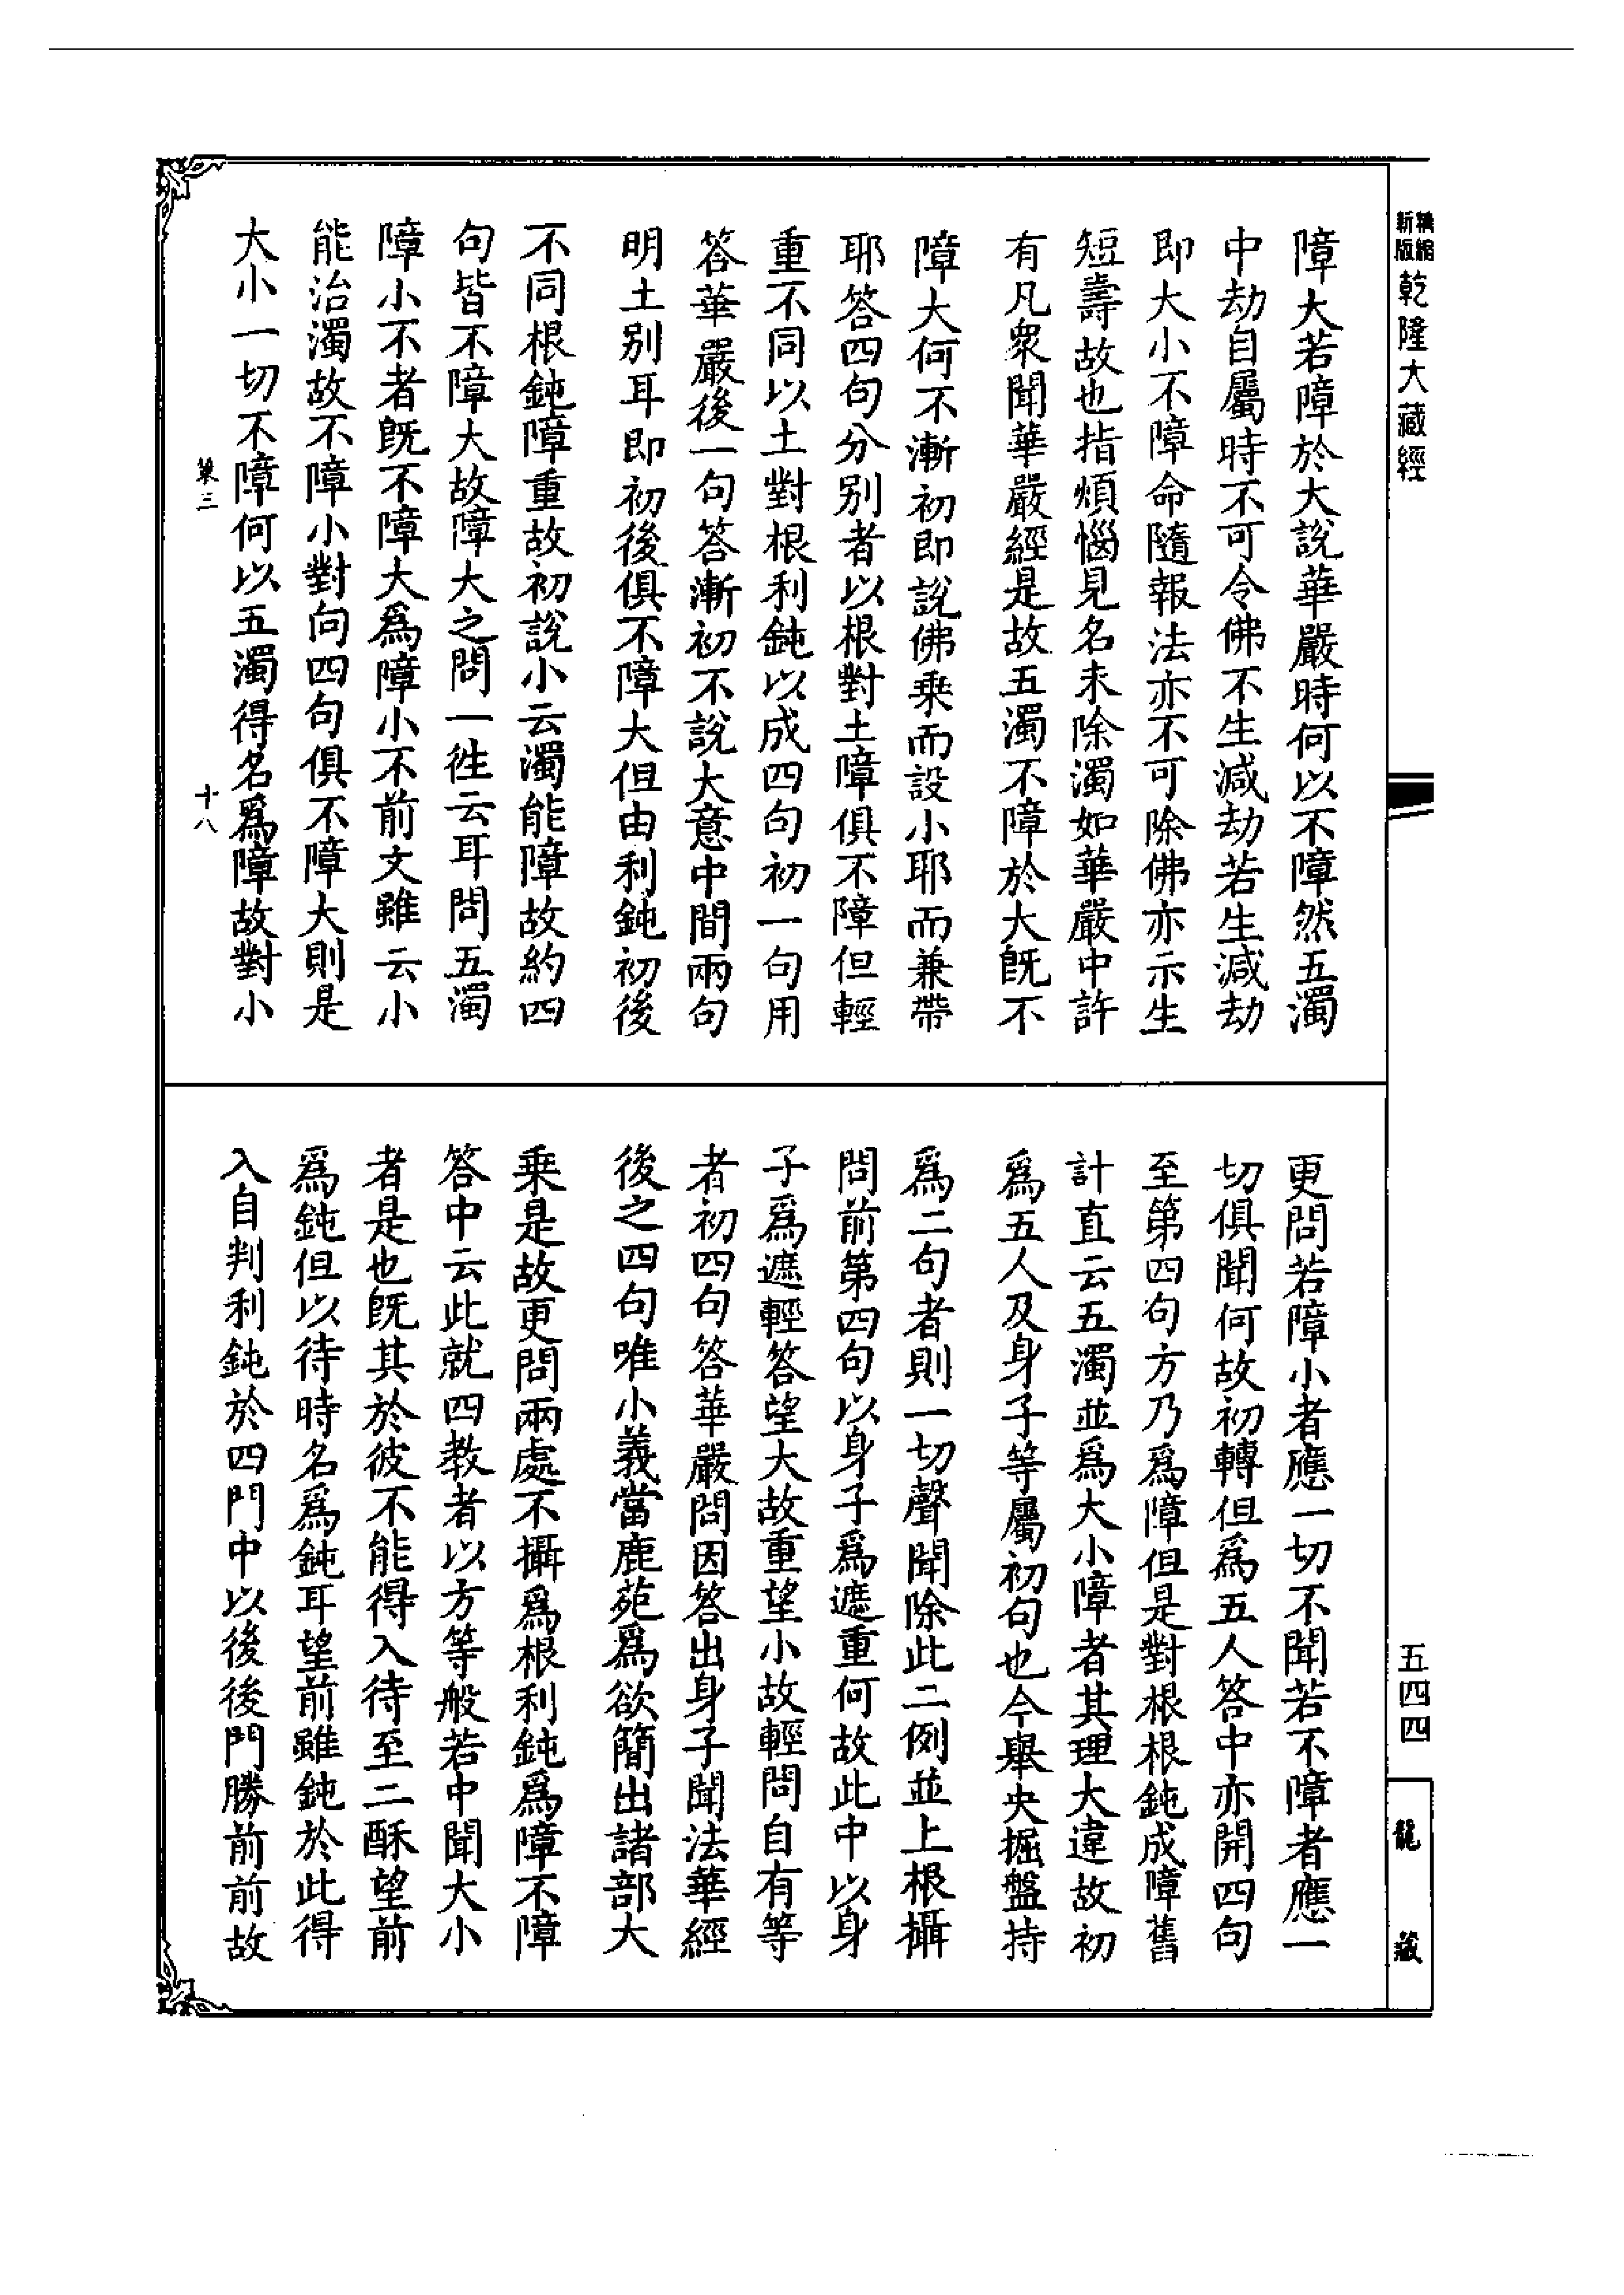 精縮
新版
乾隆大藏經
障大若障於大說華嚴時何以不障然五濁
中劫自屬時不可令佛不生減劫若生減劫
即大小不障命隨報法亦不可除佛亦示生
短壽故也指煩惱見名未除濁如華嚴中許
有凡衆聞華嚴經是故五濁不障於大旣不
障大何不漸初即說佛乘而設小耶而兼帶
耶答四句分別者以根對土障俱不障但輕
重不同以土對根利鈍以成四句初一句用
答華嚴後一句答漸初不說大意中間兩句
明土別耳即初後俱不障大但由利鈍初後
不同根鈍障重故初說小云濁能障故約四
句皆不障大故障大之問一往云耳問五濁
障小不者旣不障大爲障小不前文雖云小
能治濁故不障小對向四句俱不障大則是
大小一切不障何以五濁得名爲障故對小
第三
十八
更問若障小者應一切不聞若不障者應一
切俱聞何故初轉但爲五人答中亦開四句
至第四句方乃爲障但是對根根鈍成障舊
計直云五濁並爲大小障者其理大違故初
爲五人及身子等屬初句也今舉央掘盤持
爲二句者則一切聲聞除此二例並上根攝
問前第四句以身子爲遮重何故此中以身
子爲遮輕答望大故重望小故輕問自有等
者初四句答華嚴問因答出身子聞法華經
後之四句唯小義當鹿苑爲欲簡出諸部大
乘是故更問兩處不攝爲根利鈍爲障不障
答中云此就四教者以方等般若中聞大小
者是也旣其於彼不能得入待至二酥望前
爲鈍但以待時名爲鈍耳望前雖鈍於此得
入自判利鈍於四門中以後後門勝前前故
五四四
龍藏